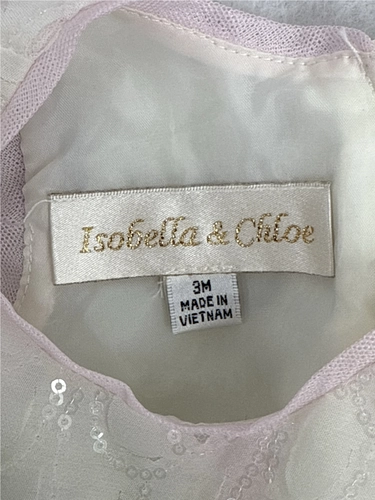 Isobella & Chloe
3M
MADE IN
VIETNAM